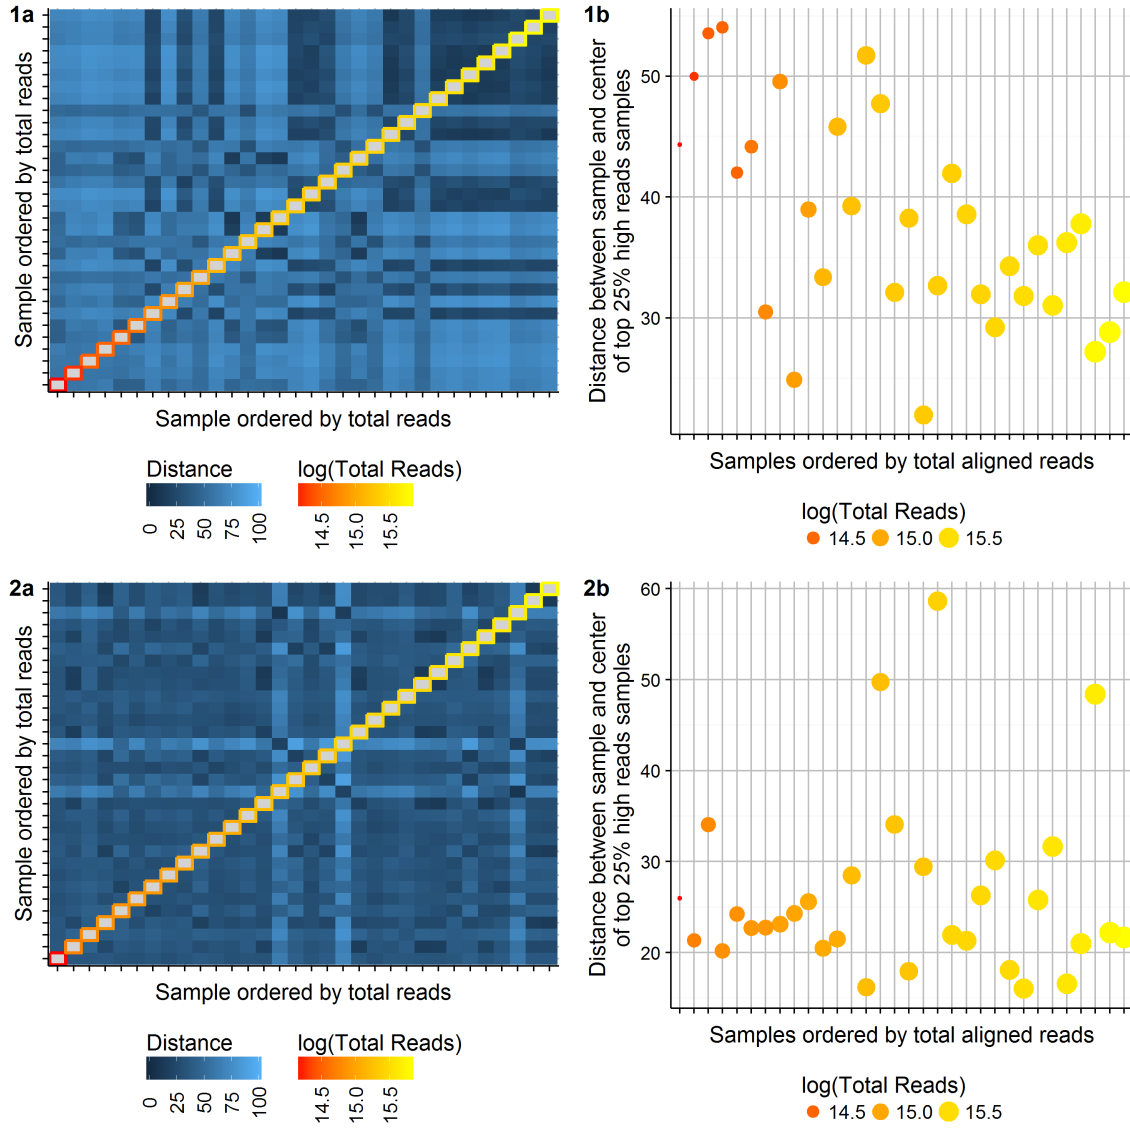 1a
Sample ordered by total reads
Sample ordered by total reads
Distance
0 25 50 75 100
log(Total Reads)
14.5 15.0 15.5
1b
Distance between sample and center
of top 25% high reads samples
50
40
30
Samples ordered by total aligned reads
log(Total Reads)
14.5 15.0 15.5
2a
Sample ordered by total reads
Sample ordered by total reads
Distance
0 25 50 75 100
log(Total Reads)
14.5 15.0 15.5
2b
Distance between sample and center
of top 25% high reads samples
60
50
40
30
20
Samples ordered by total aligned reads
log(Total Reads)
14.5 15.0 15.5